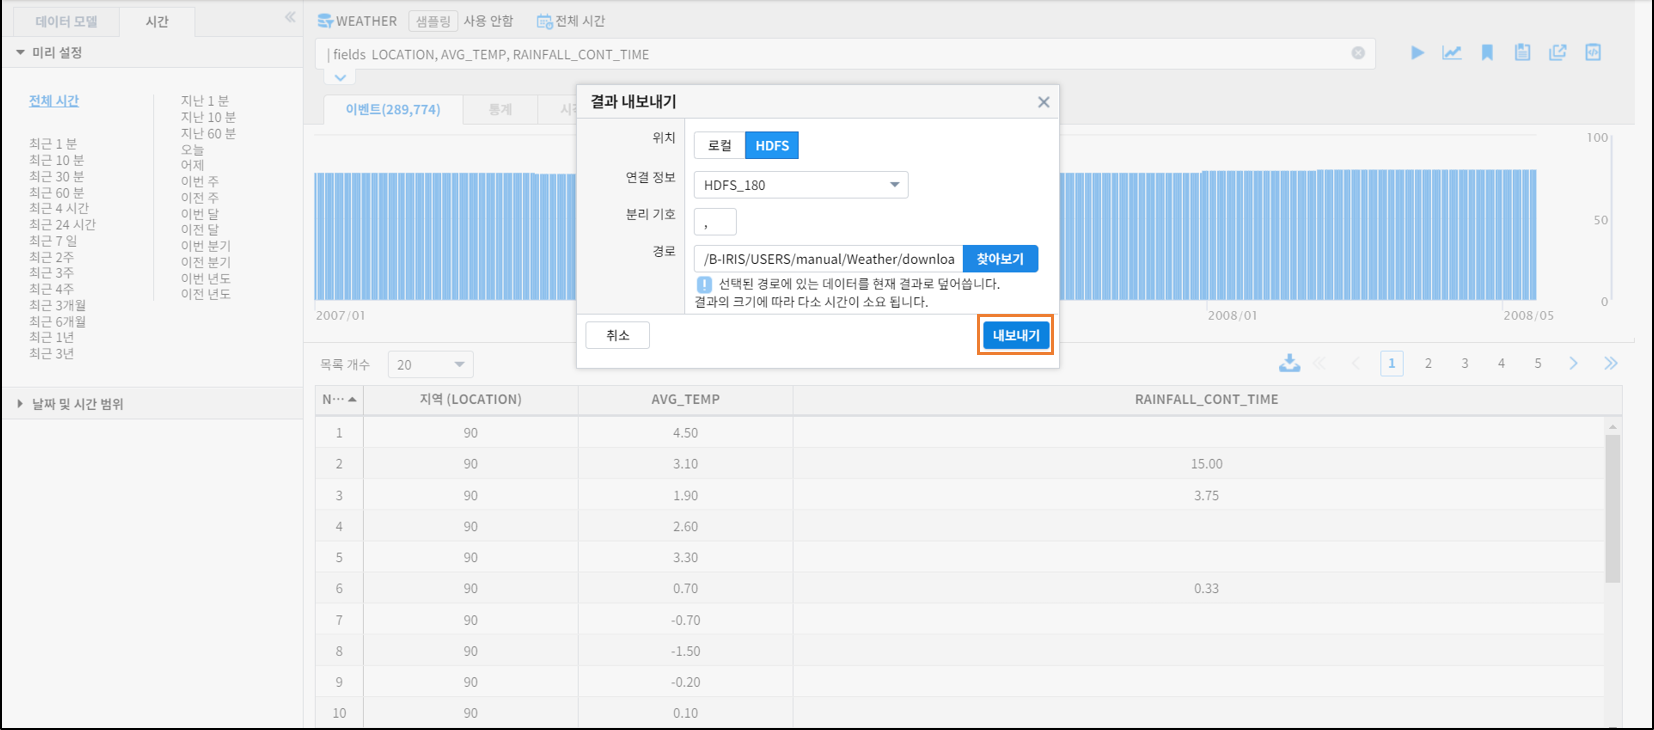 데이터 모델
시간
미리 설정
전체 시간
최근 1 분
최근 10 분
최근 30 분
최근 60 분
최근 4 시간
최근 24 시간
최근 7 일
최근 2주
최근 3주
최근 4주
최근 3개월
최근 6개월
최근 1년
최근 3년
지난 1 분
지난 10 분
지난 60 분
오늘
어제
이번 주
이전 주
이번 달
이전 달
이번 분기
이전 분기
이번 년도
이전 년도
날짜 및 시간 범위
WEATHER 샘플링 사용 안함 전체 시간
| fields LOCATION, AVG_TEMP, RAINFALL_CONT_TIME
이벤트(289,774) 통계
100
50
0
2007/01 2008/01 2008/05
결과 내보내기
위치 로컬 HDFS
연결 정보 HDFS_180
분리 기호 ,
경로 /B-IRIS/USERS/manual/Weather/downloa 찾아보기
! 선택된 경로에 있는 데이터를 현재 결과로 덮어씁니다.
결과의 크기에 따라 다소 시간이 소요 됩니다.
취소 내보내기
목록 개수 20 1 2 3 4 5
N··· 지역 (LOCATION) AVG_TEMP RAINFALL_CONT_TIME
1 90 4.50
2 90 3.10 15.00
3 90 1.90 3.75
4 90 2.60
5 90 3.30
6 90 0.70 0.33
7 90 -0.70
8 90 -1.50
9 90 -0.20
10 90 0.10